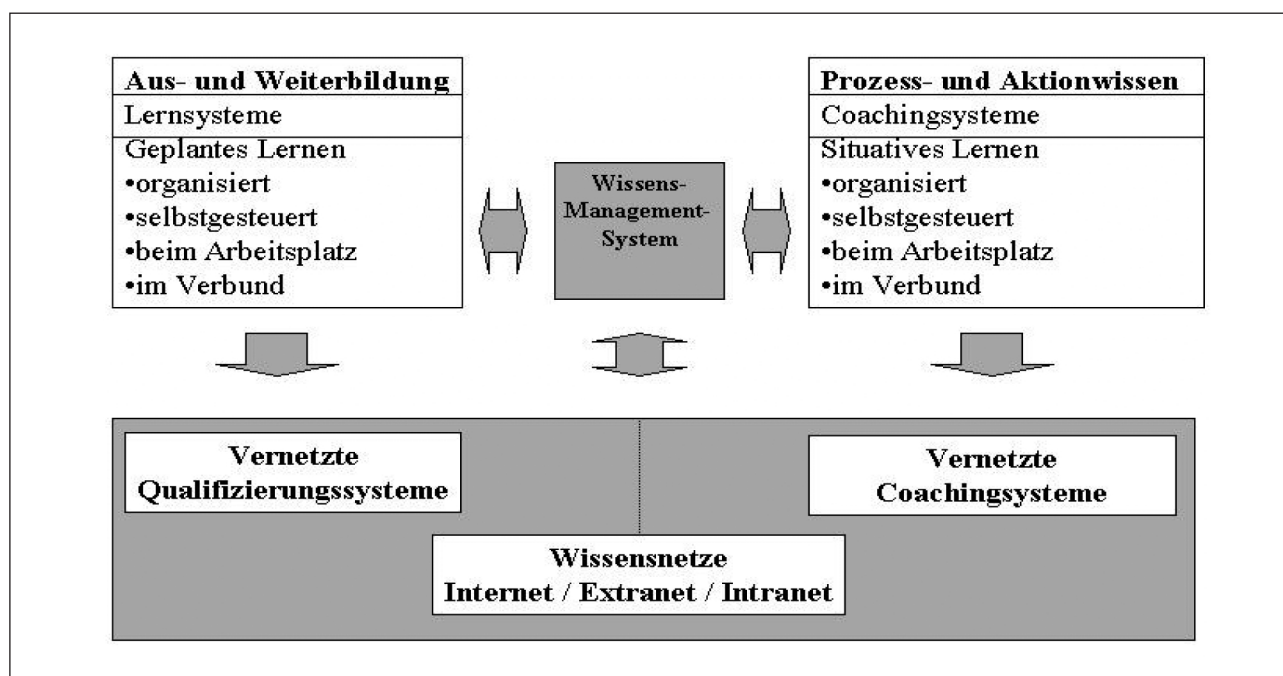 Aus- und Weiterbildung
Lernsysteme
Geplantes Lernen
•organisiert
•selbstgesteuert
•beim Arbeitsplatz
•im Verbund
Wissens-
Management-
System
Prozess- und Aktionwissen
Coachingsysteme
Situatives Lernen
•organisiert
•selbstgesteuert
•beim Arbeitsplatz
•im Verbund
Vernetzte
Qualifizierungssysteme
Vernetzte
Coachingsysteme
Wissensnetze
Internet / Extranet / Intranet